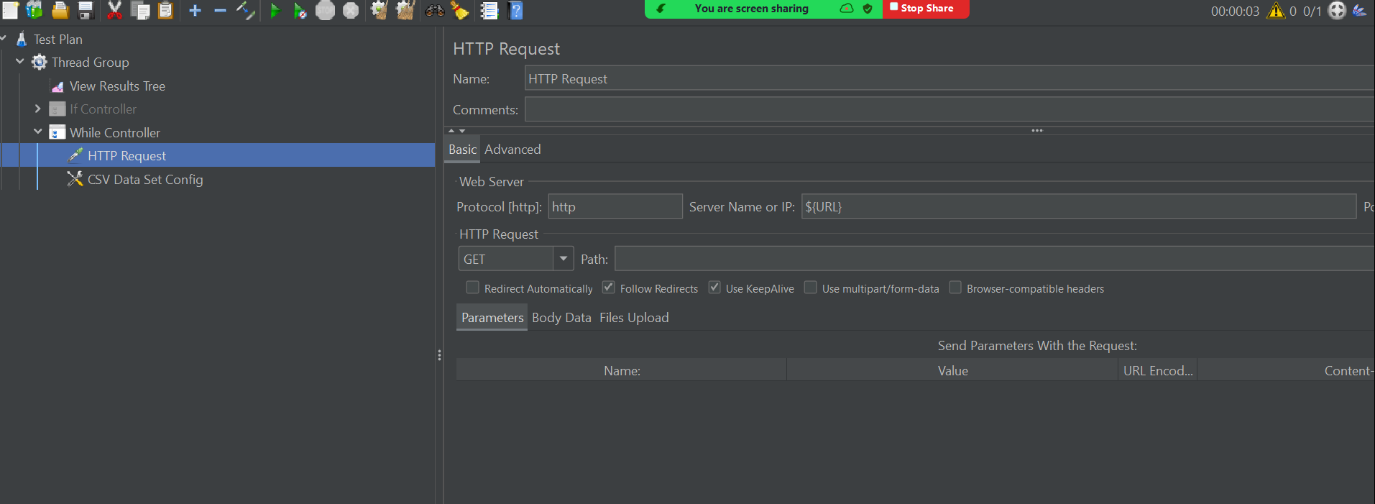 You are screen sharing Stop Share
00:00:03 0 0/1
Test Plan
Thread Group
View Results Tree
If Controller
While Controller
HTTP Request
CSV Data Set Config
HTTP Request
Name: HTTP Request
Comments:
Basic Advanced
Web Server
Protocol [http]: http Server Name or IP: ${URL} Po
HTTP Request
GET Path:
Redirect Automatically Follow Redirects Use KeepAlive Use multipart/form-data Browser-compatible headers
Parameters Body Data Files Upload
Send Parameters With the Request:
Name: Value URL Encod... Content-